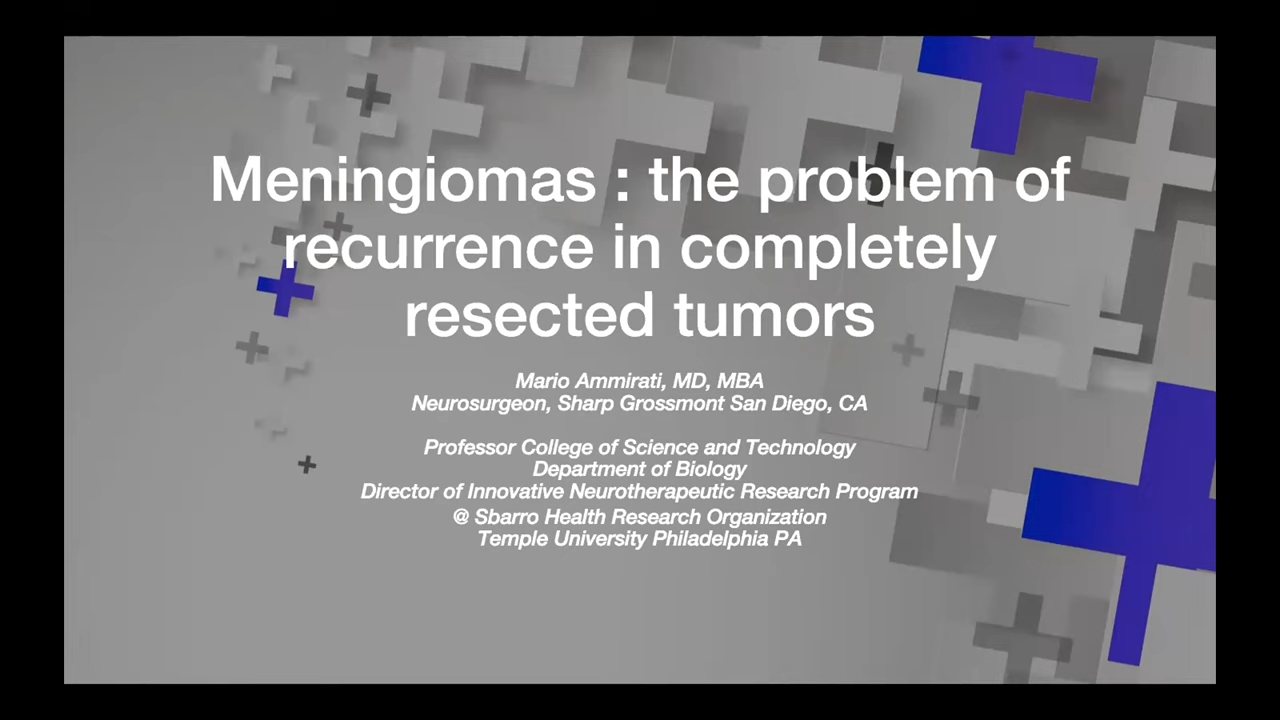 Meningiomas : the problem of
recurrence in completely
resected tumors
Mario Ammirati, MD, MBA
Neurosurgeon, Sharp Grossmont San Diego, CA
Professor College of Science and Technology
Department of Biology
Director of Innovative Neurotherapeutic Research Program
@ Sbarro Health Research Organization
Temple University Philadelphia PA